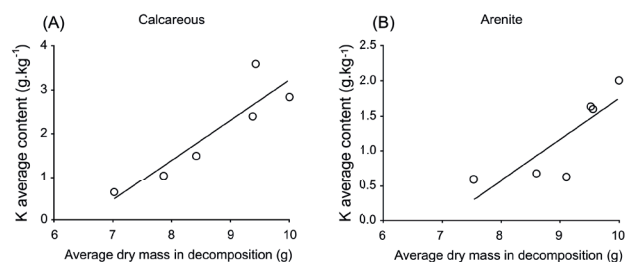 (A)
Calcareous
K average content (g.kg-1)
4
3
2
1
0
6
7
8
9
10
Average dry mass in decomposition (g)
(B)
Arenite
K average content (g.kg-1)
2.5
2.0
1.5
1.0
0.5
0.0
6
7
8
9
10
Average dry mass in decomposition (g)